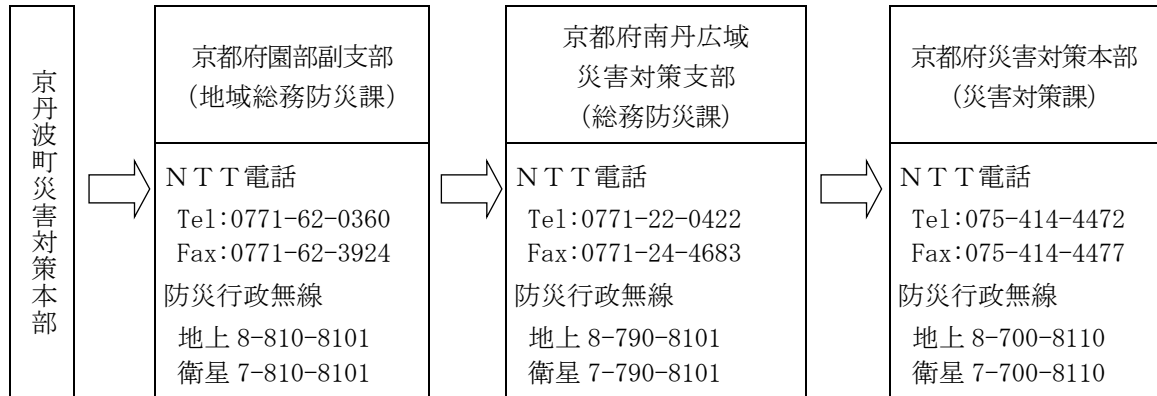 京丹波町災害対策本部
京都府園部副支部
(地域総務防災課)
NTT電話
Tel:0771-62-0360
Fax:0771-62-3924
防災行政無線
地上 8-810-8101
衛星 7-810-8101
京都府南丹広域
災害対策支部
(総務防災課)
NTT電話
Tel:0771-22-0422
Fax:0771-24-4683
防災行政無線
地上 8-790-8101
衛星 7-790-8101
京都府災害対策本部
(災害対策課)
NTT電話
Tel:075-414-4472
Fax:075-414-4477
防災行政無線
地上 8-700-8110
衛星 7-700-8110